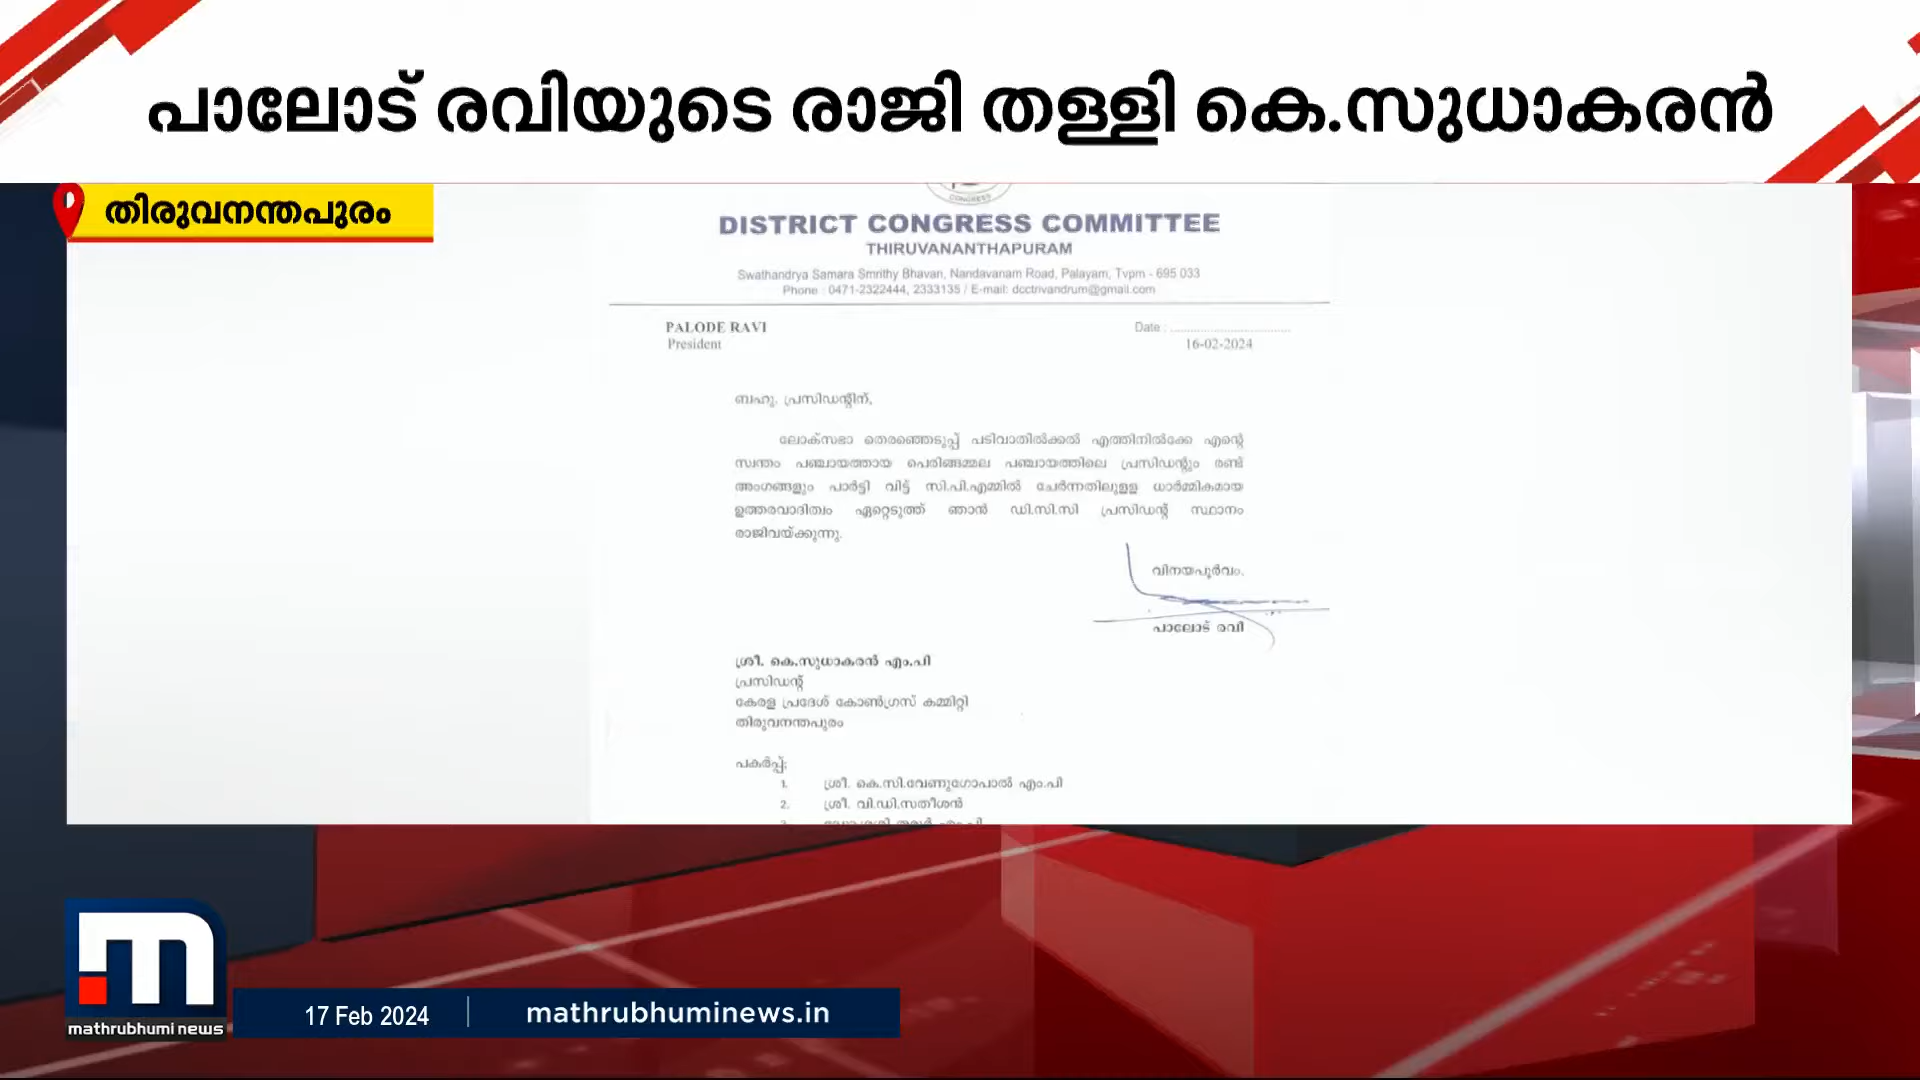 പാലോട് രവിയുടെ രാജി തള്ളി കെ.സുധാകരൻ
തിരുവനന്തപുരം
CONGRESS
DISTRICT CONGRESS COMMITTEE
THIRUVANANTHAPURAM
Swathandrya Samara Smrithy Bhavan, Nandavanam Road, Palayam, Tvpm - 695 033
Phone : 0471-2322444, 2333135 / E-mail: dcctrivandrum@gmail.com
PALODE RAVI
President
Date : ....................................
16-02-2024
ബഹു. പ്രസിഡന്റിന്,
ലോക്സഭാ തെരഞ്ഞെടുപ്പ് പടിവാതിൽക്കൽ എത്തിനിൽക്കേ എന്റെ
സ്വന്തം പഞ്ചായത്തായ പെരിങ്ങമ്മല പഞ്ചായത്തിലെ പ്രസിഡന്റും രണ്ട്
അംഗങ്ങളും പാർട്ടി വിട്ട് സി.പി.എമ്മിൽ ചേർന്നതിലുളള ധാർമ്മികമായ
ഉത്തരവാദിത്വം ഏറ്റെടുത്ത് ഞാൻ ഡി.സി.സി പ്രസിഡന്റ് സ്ഥാനം
രാജിവയ്ക്കുന്നു.
വിനയപൂർവം,
പാലോട് രവി
ശ്രീ. കെ.സുധാകരൻ എം.പി
പ്രസിഡന്റ്
കേരള പ്രദേശ് കോൺഗ്രസ് കമ്മിറ്റി
തിരുവനന്തപുരം
പകർപ്പ്;
1. ശ്രീ. കെ.സി.വേണുഗോപാൽ എം.പി
2. ശ്രീ. വി.ഡി.സതീശൻ
mathrubhumi news
17 Feb 2024
mathrubhuminews.in